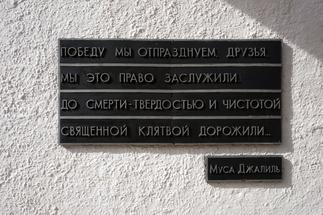 ПОБЕДУ МЫ ОТПРАЗДНУЕМ, ДРУЗЬЯ.
МЫ ЭТО ПРАВО ЗАСЛУЖИЛИ.
ДО СМЕРТИ-ТВЕРДОСТЬЮ И ЧИСТОТОЙ
СВЯЩЕННОЙ КЛЯТВОЙ ДОРОЖИЛИ...
МУСА ДЖАЛИЛЬ